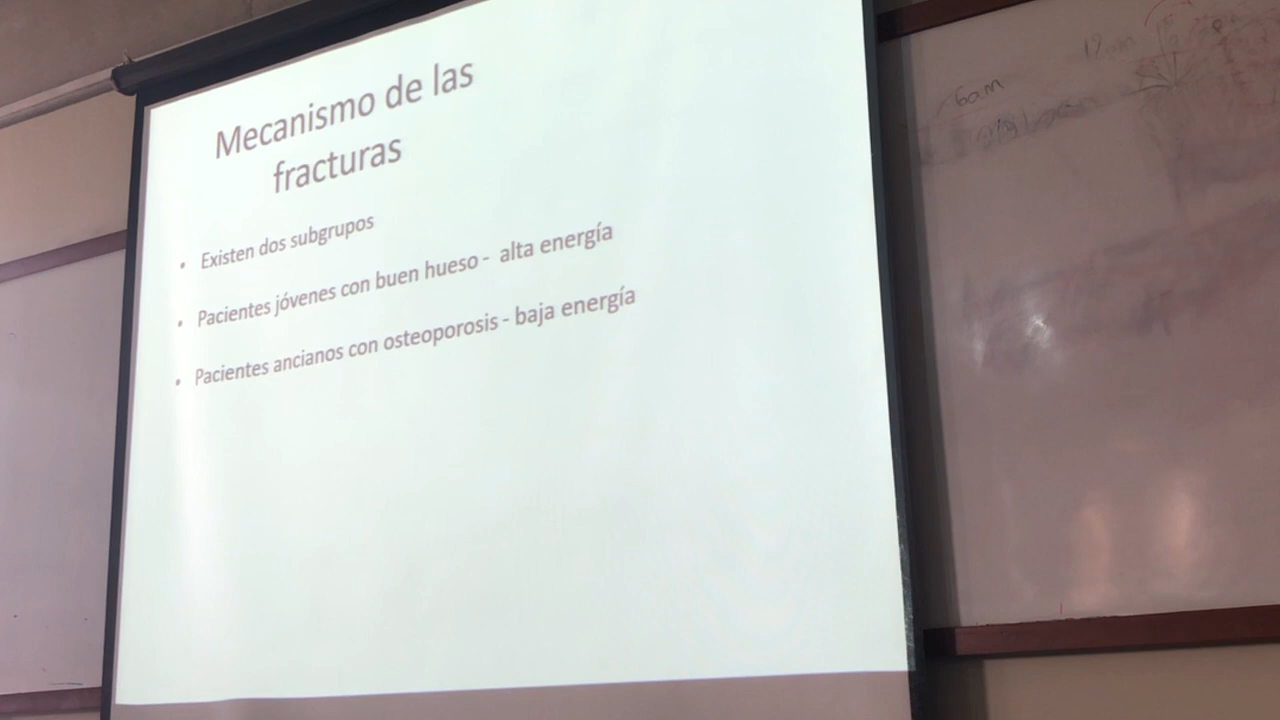 Mecanismo de las
fracturas
• Existen dos subgrupos
• Pacientes jóvenes con buen hueso - alta energía
• Pacientes ancianos con osteoporosis - baja energía
6am